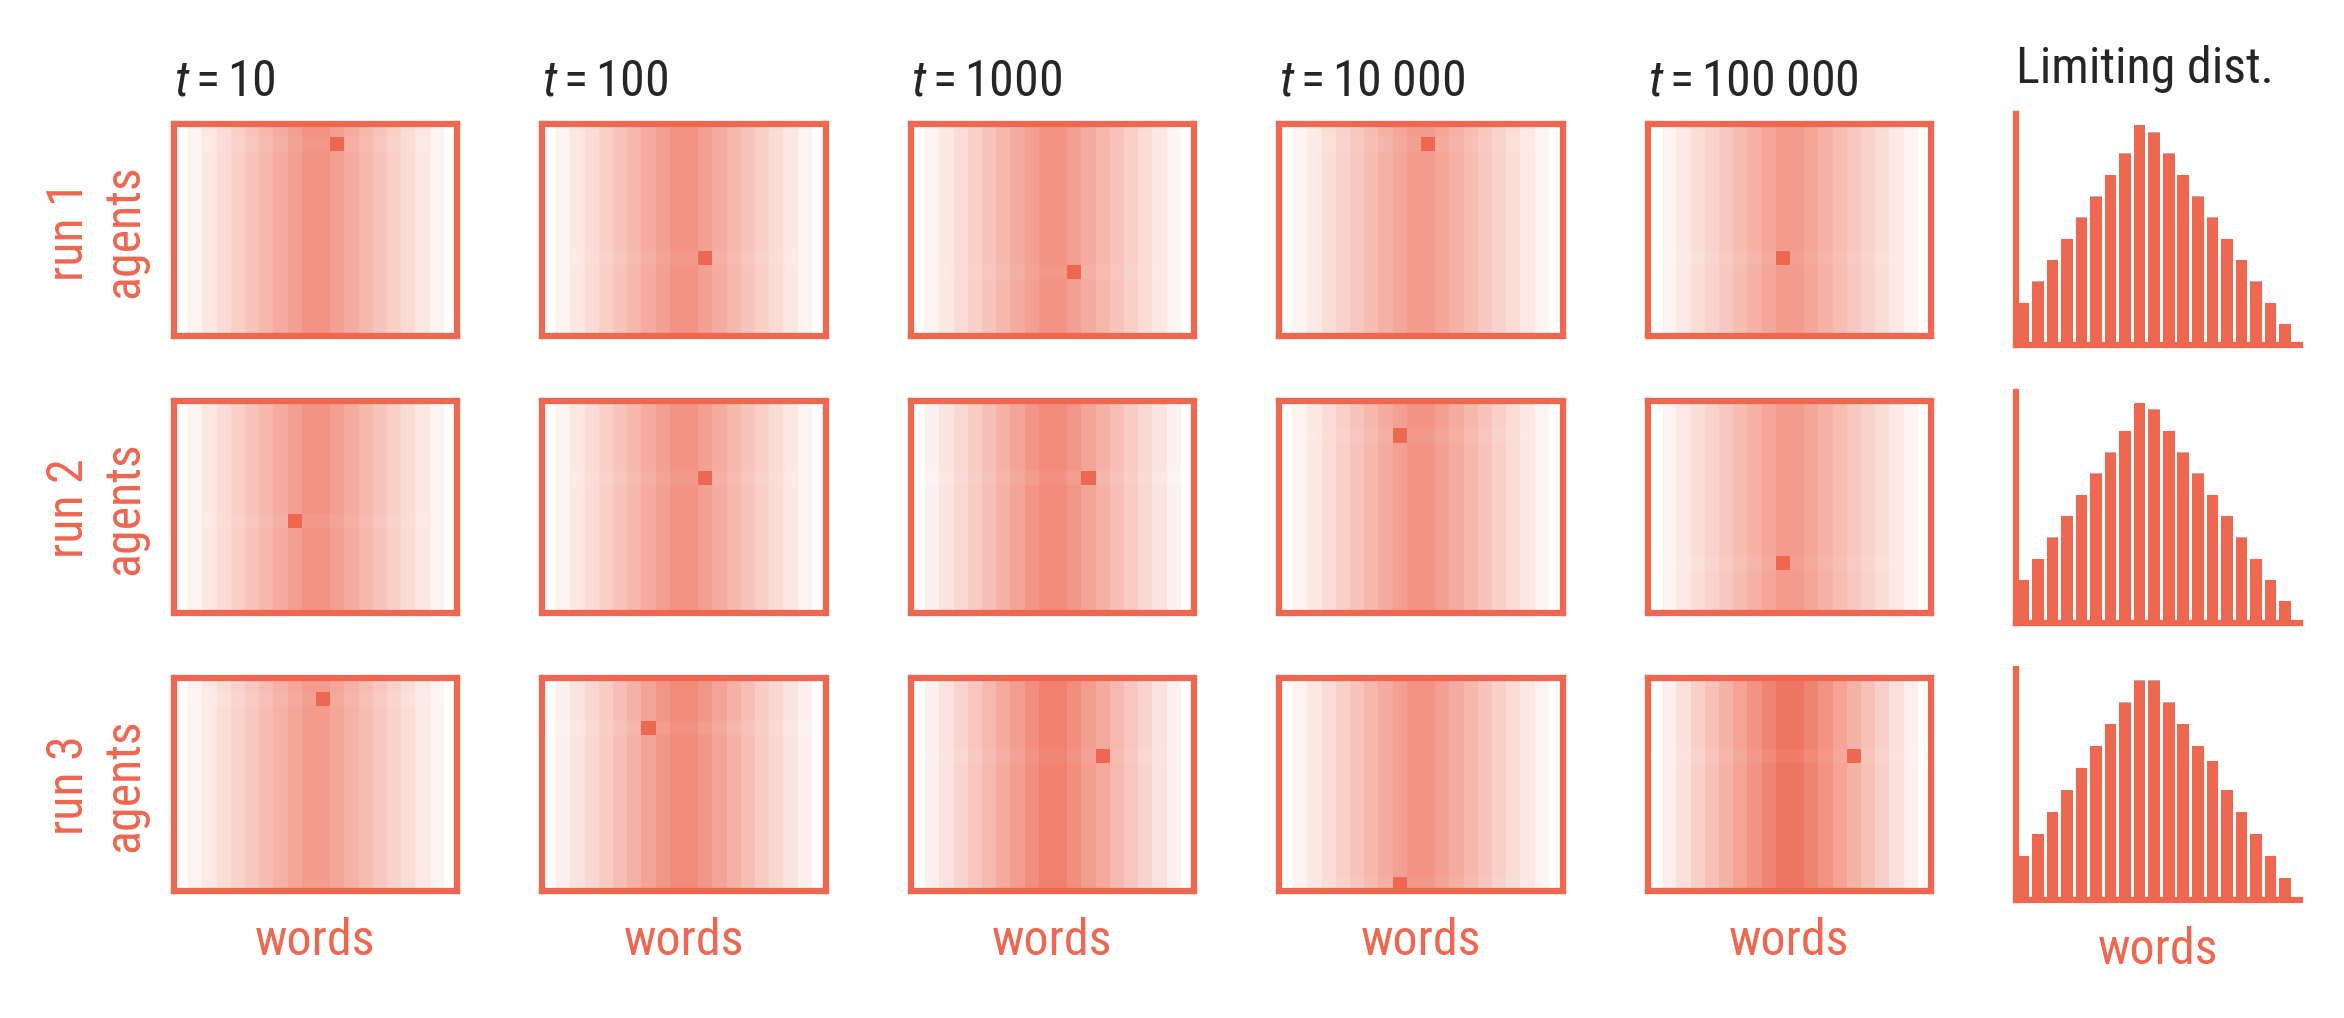 t = 10
t = 100
t = 1000
t = 10 000
t = 100 000
Limiting dist.
run 1
agents
run 2
agents
run 3
agents
words
words
words
words
words
words